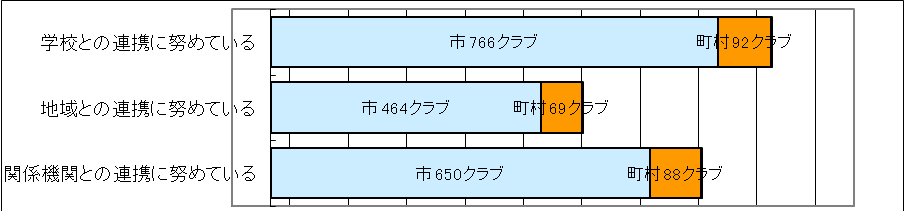 学校との連携に努めている
市766クラブ
町村92クラブ
地域との連携に努めている
市464クラブ
町村69クラブ
関係機関との連携に努めている
市650クラブ
町村88クラブ